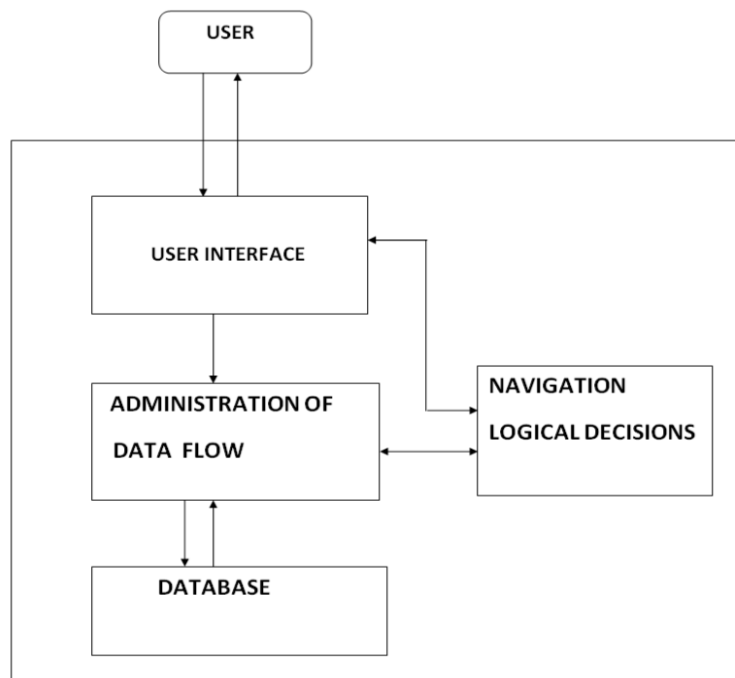 USER
USER INTERFACE
ADMINISTRATION OF
DATA FLOW
NAVIGATION
LOGICAL DECISIONS
DATABASE